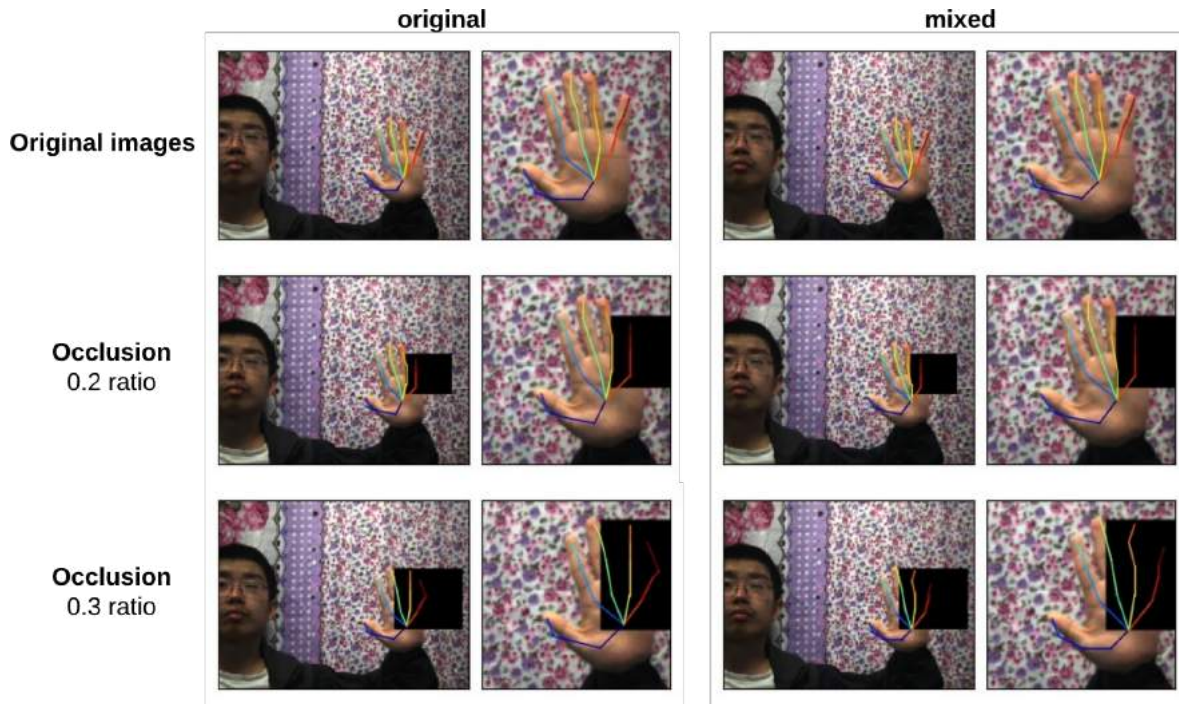 original
mixed
Original images
Occlusion
0.2 ratio
Occlusion
0.3 ratio